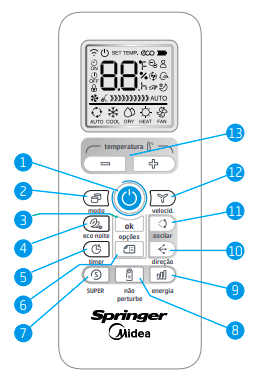 SET TEMP. ECO
ON
OFF
88
°F
%
h
AUTO
AUTO COOL DRY HEAT FAN
temperatura
13
1
2
12
modo
velocid.
3
ok
11
4
eco noite
opções
oscilar
5
10
timer
direção
6
7
S
9
SUPER
não
perturbe
energia
8
Springer
Midea